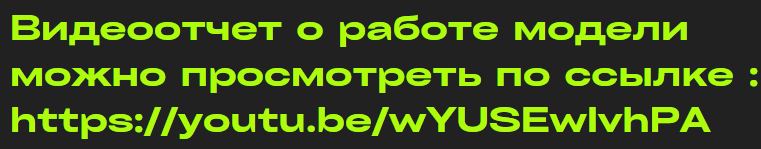 Видеоотчет о работе модели
можно просмотреть по ссылке :
https://youtu.be/wYUSEwlvhPA